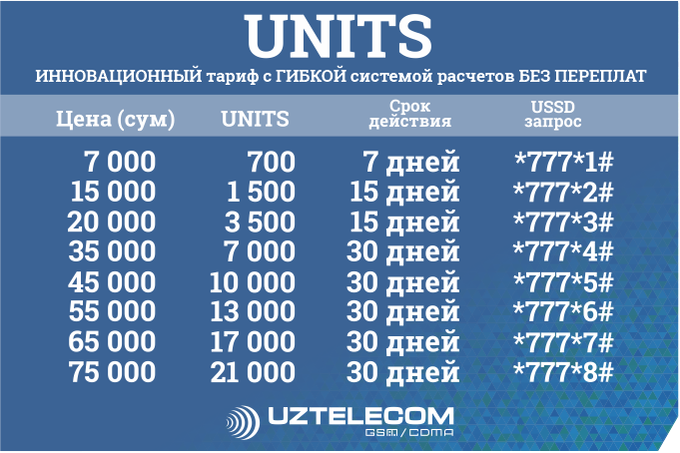 UNITS
ИННОВАЦИОННЫЙ тариф с ГИБКОЙ системой расчетов БЕЗ ПЕРЕПЛАТ
Цена (сум) UNITS Срок действия USSD запрос
7 000 700 7 дней *777*1#
15 000 1 500 15 дней *777*2#
20 000 3 500 15 дней *777*3#
35 000 7 000 30 дней *777*4#
45 000 10 000 30 дней *777*5#
55 000 13 000 30 дней *777*6#
65 000 17 000 30 дней *777*7#
75 000 21 000 30 дней *777*8#
UZTELECOM
GSM/CDMA